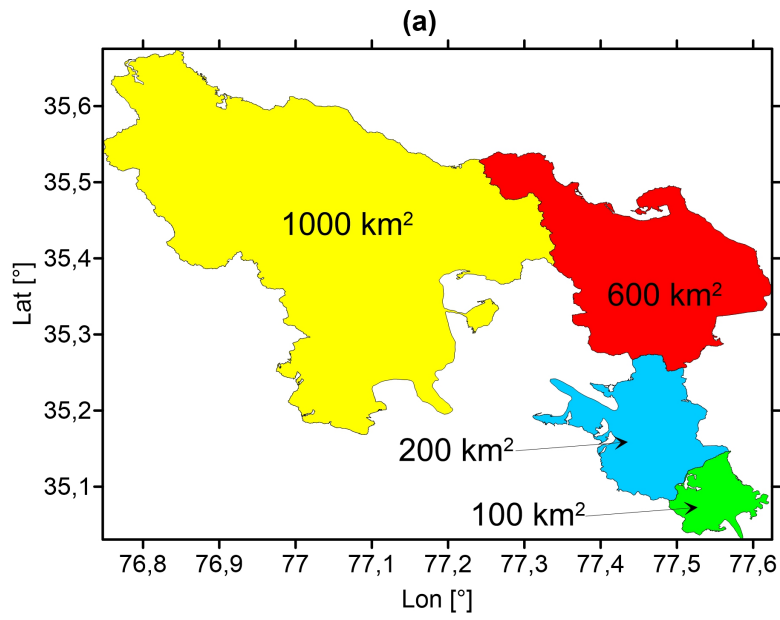 (a)
35,6
35,5
35,4
35,3
35,2
35,1
Lat [°]
1000 km²
600 km²
200 km²
100 km²
76,8 76,9 77 77,1 77,2 77,3 77,4 77,5 77,6
Lon [°]